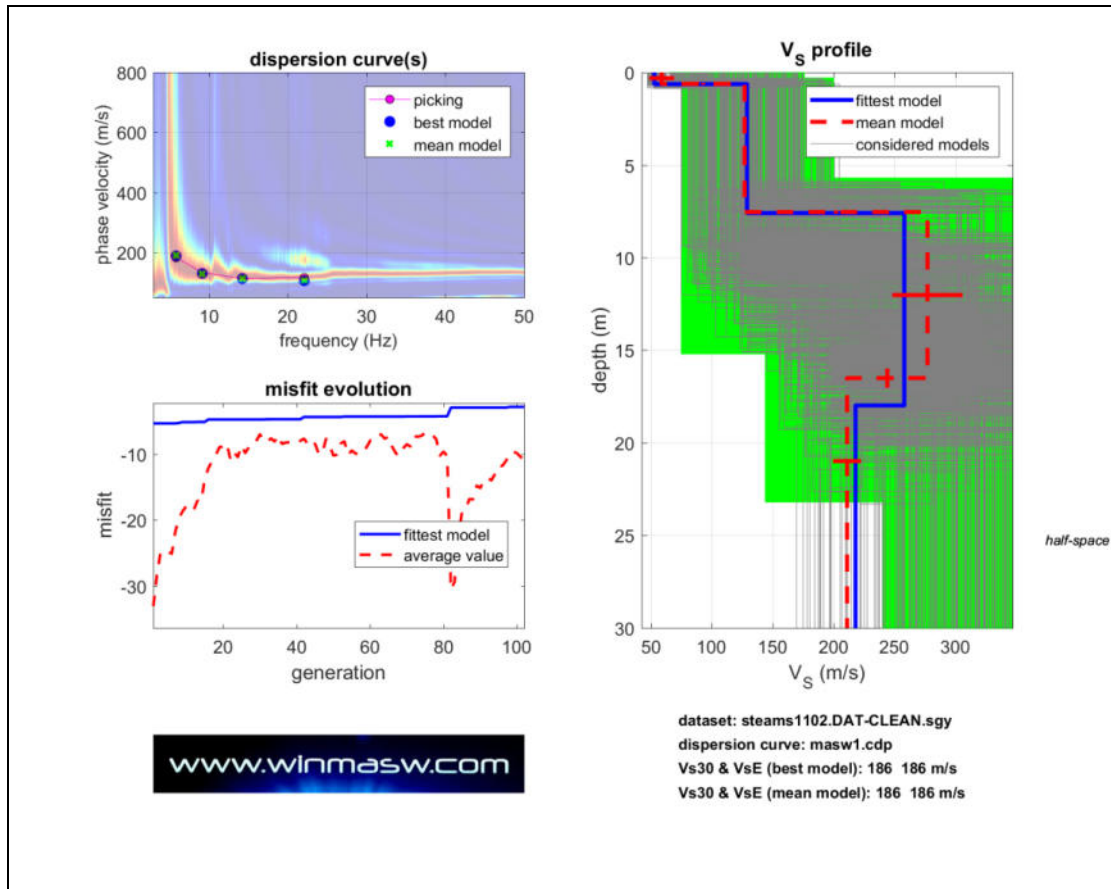 dispersion curve(s)
800
600
400
200
phase velocity (m/s)
picking
best model
mean model
10
20
30
40
50
frequency (Hz)
misfit evolution
-10
-20
-30
misfit
fittest model
average value
20
40
60
80
100
generation
www.winmasw.com
VS profile
0
5
10
15
20
25
30
depth (m)
fittest model
mean model
considered models
half-space
50
100
150
200
250
300
VS (m/s)
dataset: steams1102.DAT-CLEAN.sgy
dispersion curve: masw1.cdp
Vs30 & VsE (best model): 186 186 m/s
Vs30 & VsE (mean model): 186 186 m/s